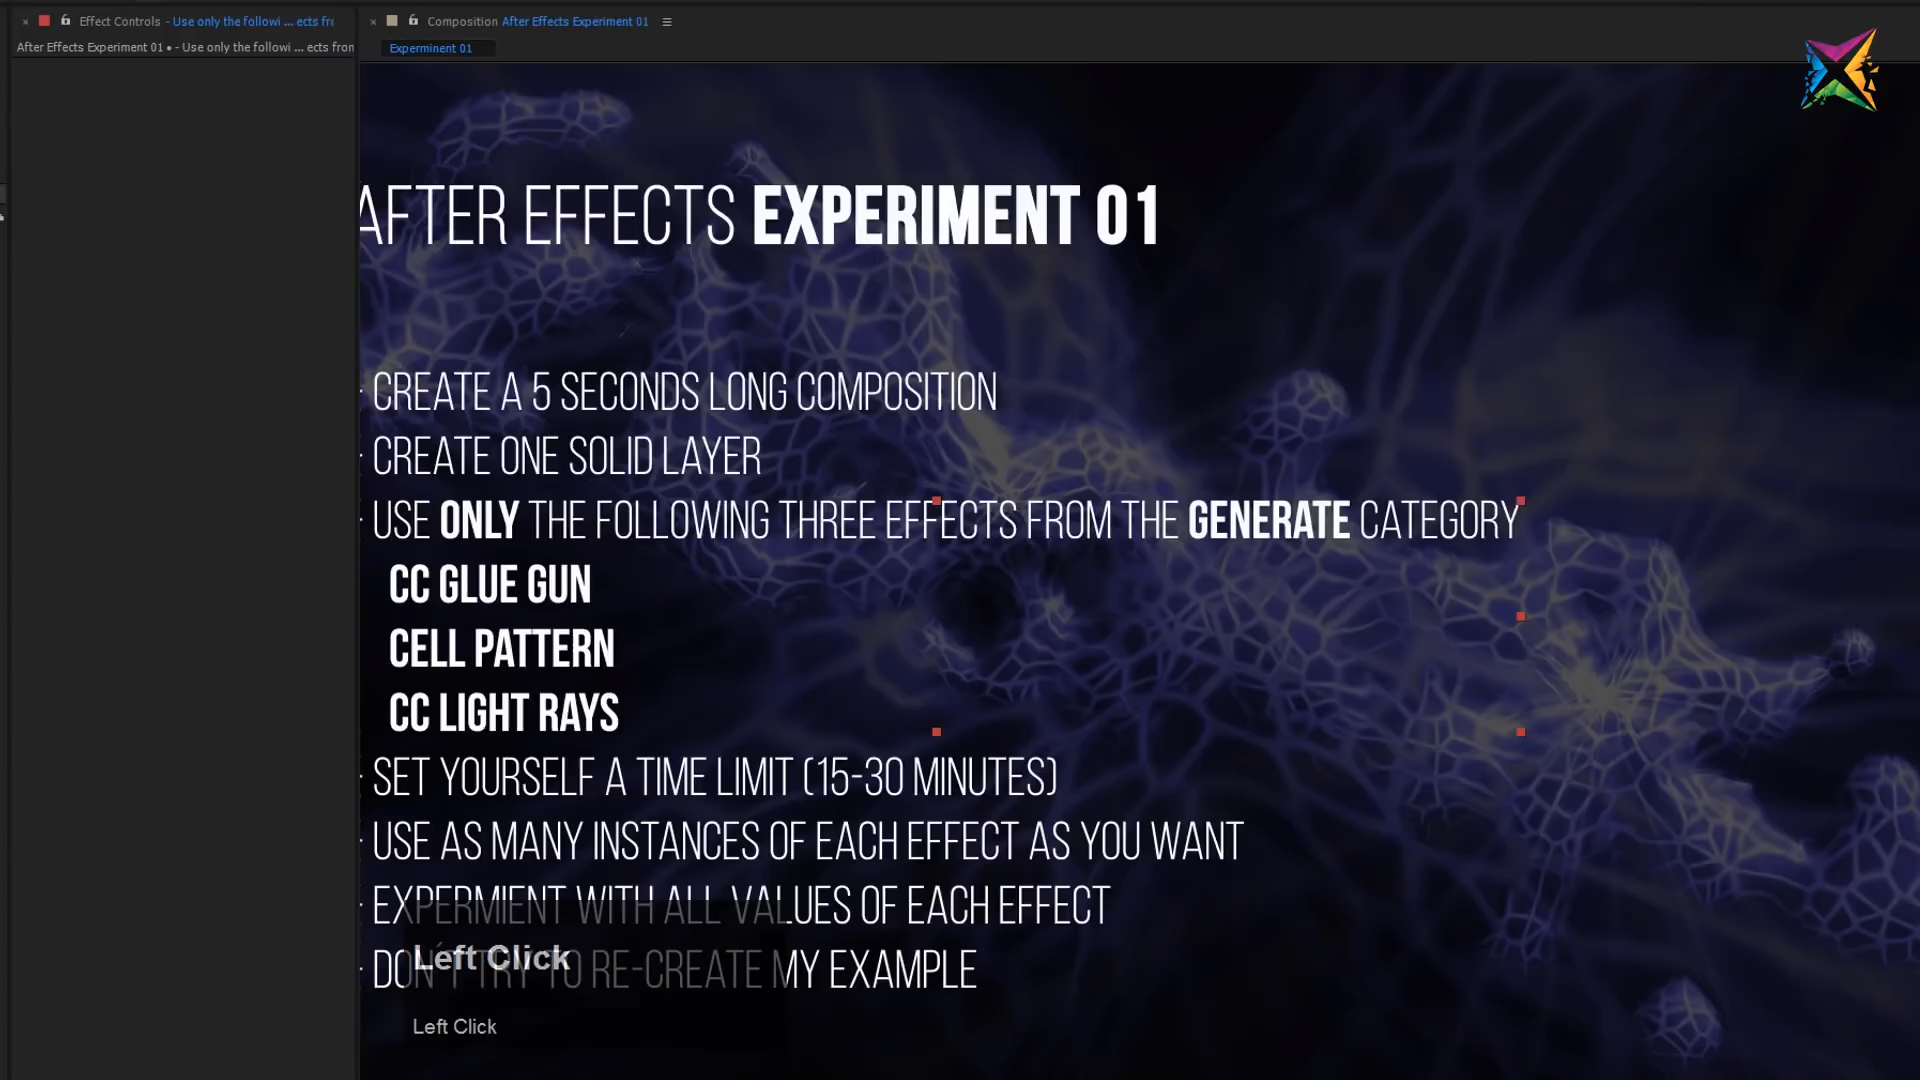 Effect Controls - Use only the followi ... ects fr
Composition After Effects Experiment 01
After Effects Experiment 01 • - Use only the followi ... ects from
Experminent 01
AFTER EFFECTS EXPERIMENT 01
- CREATE A 5 SECONDS LONG COMPOSITION
- CREATE ONE SOLID LAYER
- USE ONLY THE FOLLOWING THREE EFFECTS FROM THE GENERATE CATEGORY
CC GLUE GUN
CELL PATTERN
CC LIGHT RAYS
- SET YOURSELF A TIME LIMIT (15-30 MINUTES)
- USE AS MANY INSTANCES OF EACH EFFECT AS YOU WANT
- EXPERMIENT WITH ALL VALUES OF EACH EFFECT
- DON'T TRY TO RE-CREATE MY EXAMPLE
Left Click
Left Click